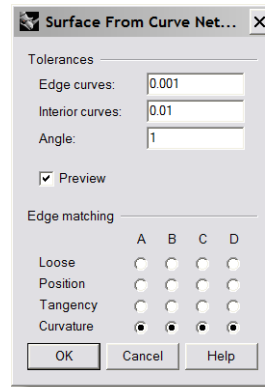 Surface From Curve Net...
Tolerances
Edge curves: 0.001
Interior curves: 0.01
Angle: 1
Preview
Edge matching
A B C D
Loose
Position
Tangency
Curvature
OK Cancel Help